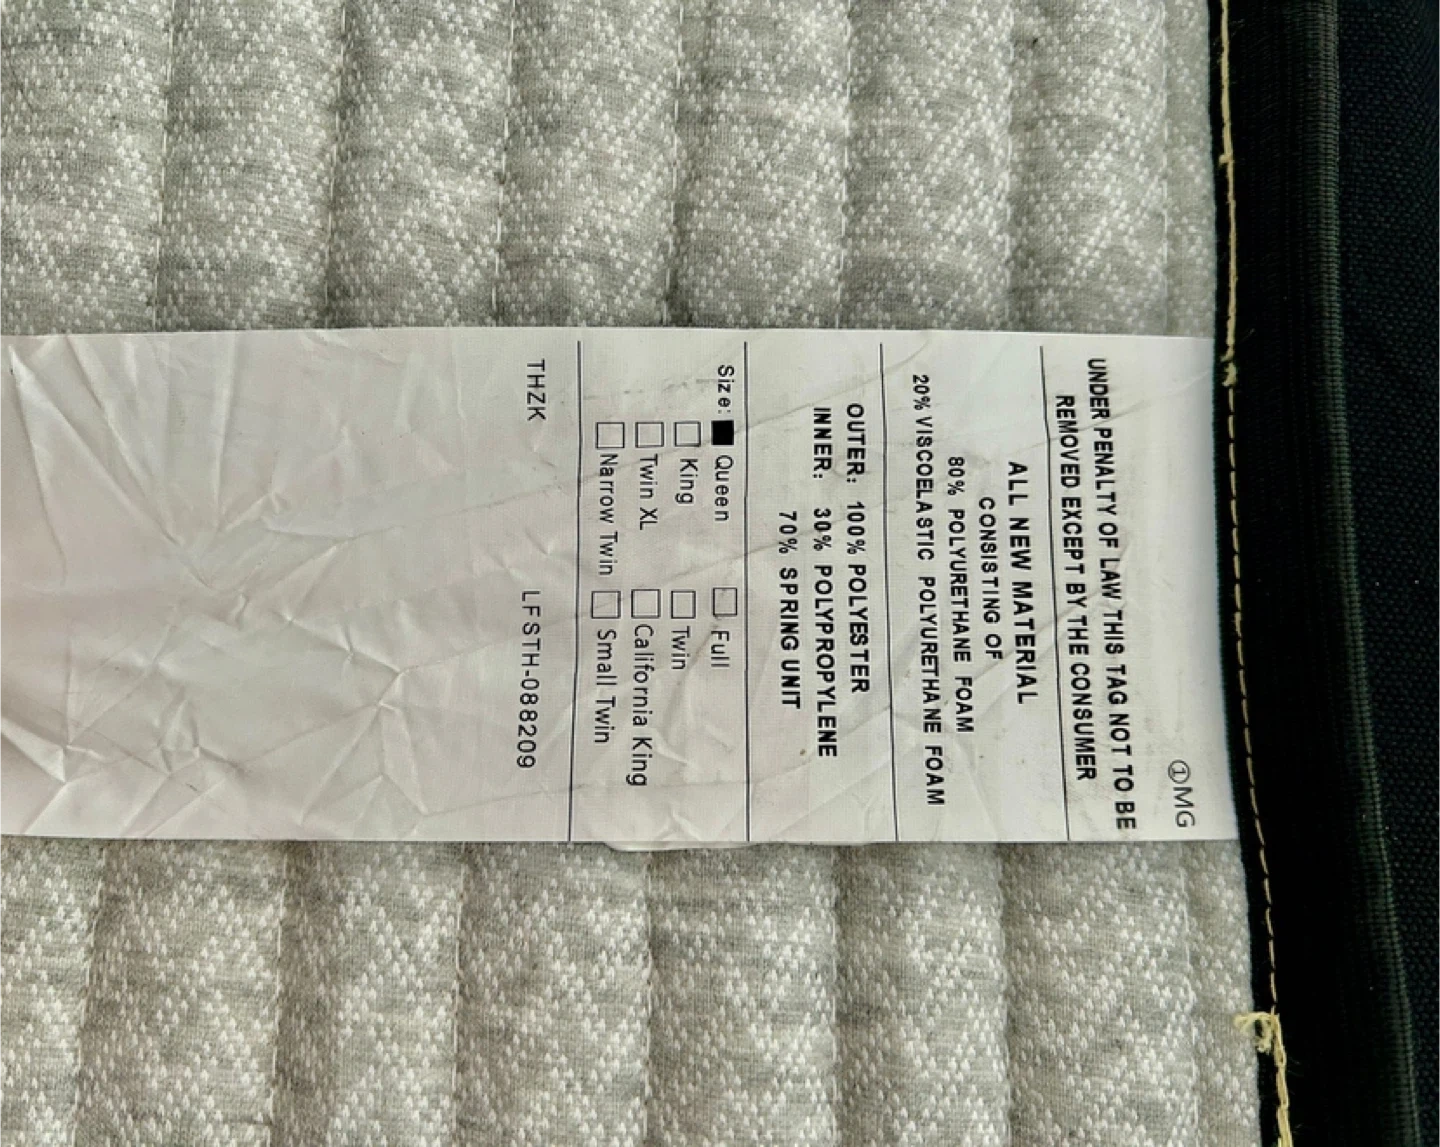 ①MG
UNDER PENALTY OF LAW THIS TAG NOT TO BE
REMOVED EXCEPT BY THE CONSUMER
ALL NEW MATERIAL
CONSISTING OF
80% POLYURETHANE FOAM
20% VISCOELASTIC POLYURETHANE FOAM
OUTER: 100% POLYESTER
INNER: 30% POLYPROPYLENE
70% SPRING UNIT
Size: ■ Queen □ Full
□ King □ Twin
□ Twin XL □ California King
□ Narrow Twin □ Small Twin
THZK LFSTH-088209